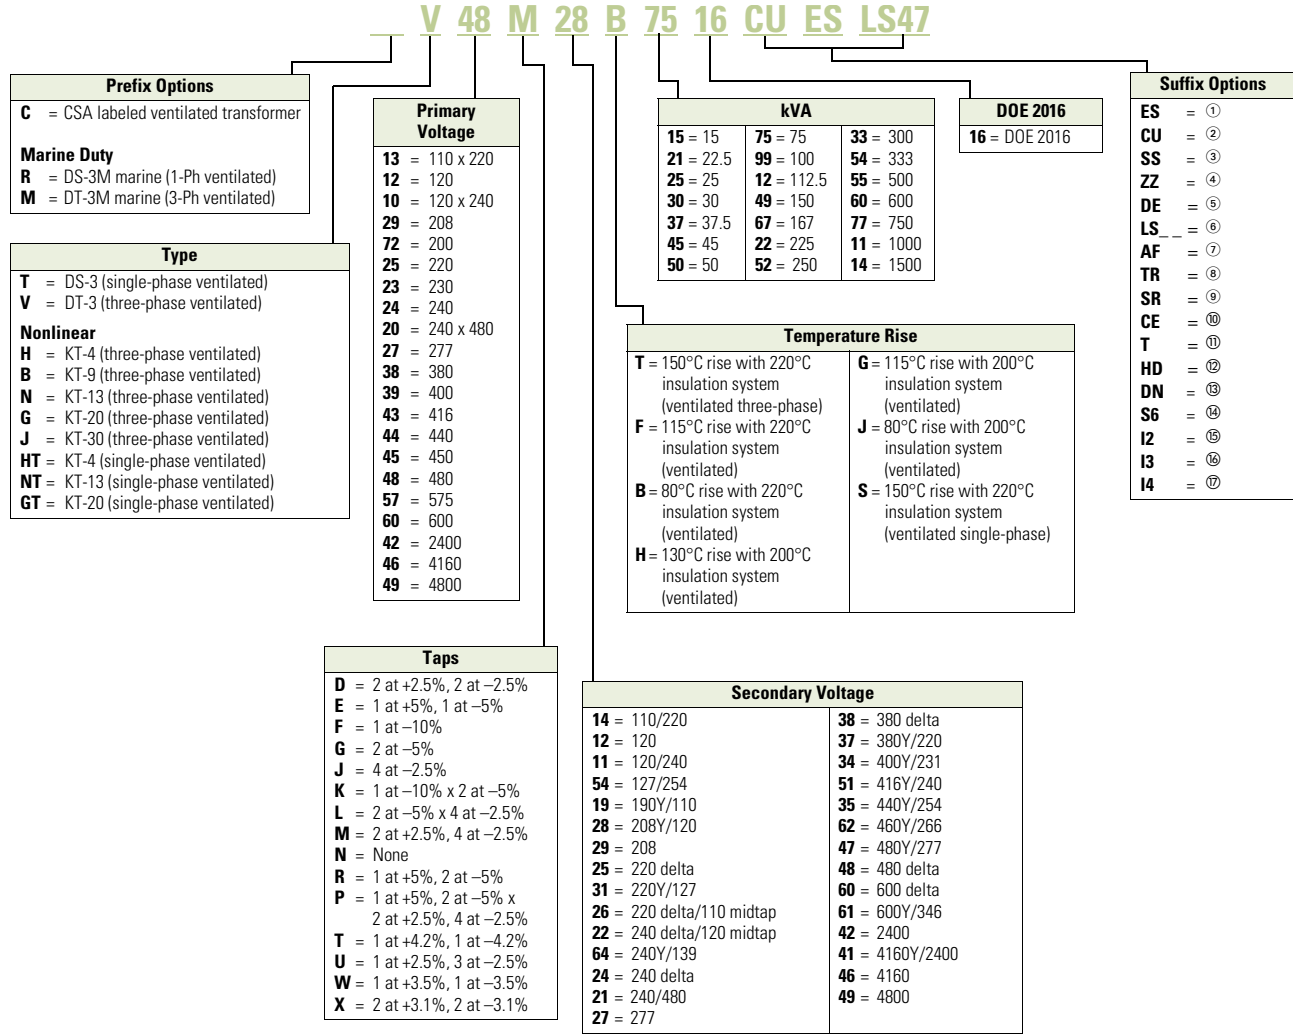 __ V 48 M 28 B 75 16 CU ES LS47
Prefix Options
C = CSA labeled ventilated transformer
Marine Duty
R = DS-3M marine (1-Ph ventilated)
M = DT-3M marine (3-Ph ventilated)
Type
T = DS-3 (single-phase ventilated)
V = DT-3 (three-phase ventilated)
Nonlinear
H = KT-4 (three-phase ventilated)
B = KT-9 (three-phase ventilated)
N = KT-13 (three-phase ventilated)
G = KT-20 (three-phase ventilated)
J = KT-30 (three-phase ventilated)
HT = KT-4 (single-phase ventilated)
NT = KT-13 (single-phase ventilated)
GT = KT-20 (single-phase ventilated)
Primary
Voltage
13 = 110 x 220
12 = 120
10 = 120 x 240
29 = 208
72 = 200
25 = 220
23 = 230
24 = 240
20 = 240 x 480
27 = 277
38 = 380
39 = 400
43 = 416
44 = 440
45 = 450
48 = 480
57 = 575
60 = 600
42 = 2400
46 = 4160
49 = 4800
kVA
15 = 15 75 = 75 33 = 300
21 = 22.5 99 = 100 54 = 333
25 = 25 12 = 112.5 55 = 500
30 = 30 49 = 150 60 = 600
37 = 37.5 67 = 167 77 = 750
45 = 45 22 = 225 11 = 1000
50 = 50 52 = 250 14 = 1500
DOE 2016
16 = DOE 2016
Suffix Options
ES = ①
CU = ②
SS = ③
ZZ = ④
DE = ⑤
LS_ _ = ⑥
AF = ⑦
TR = ⑧
SR = ⑨
CE = ⑩
T = ⑪
HD = ⑫
DN = ⑬
S6 = ⑭
I2 = ⑮
I3 = ⑯
I4 = ⑰
Temperature Rise
T = 150°C rise with 220°C
insulation system
(ventilated three-phase)
F = 115°C rise with 220°C
insulation system
(ventilated)
B = 80°C rise with 220°C
insulation system
(ventilated)
H = 130°C rise with 200°C
insulation system
(ventilated)
G = 115°C rise with 200°C
insulation system
(ventilated)
J = 80°C rise with 200°C
insulation system
(ventilated)
S = 150°C rise with 220°C
insulation system
(ventilated single-phase)
Taps
D = 2 at +2.5%, 2 at –2.5%
E = 1 at +5%, 1 at –5%
F = 1 at –10%
G = 2 at –5%
J = 4 at –2.5%
K = 1 at –10% x 2 at –5%
L = 2 at –5% x 4 at –2.5%
M = 2 at +2.5%, 4 at –2.5%
N = None
R = 1 at +5%, 2 at –5%
P = 1 at +5%, 2 at –5% x
2 at +2.5%, 4 at –2.5%
T = 1 at +4.2%, 1 at –4.2%
U = 1 at +2.5%, 3 at –2.5%
W = 1 at +3.5%, 1 at –3.5%
X = 2 at +3.1%, 2 at –3.1%
Secondary Voltage
14 = 110/220
12 = 120
11 = 120/240
54 = 127/254
19 = 190Y/110
28 = 208Y/120
29 = 208
25 = 220 delta
31 = 220Y/127
26 = 220 delta/110 midtap
22 = 240 delta/120 midtap
64 = 240Y/139
24 = 240 delta
21 = 240/480
27 = 277
38 = 380 delta
37 = 380Y/220
34 = 400Y/231
51 = 416Y/240
35 = 440Y/254
62 = 460Y/266
47 = 480Y/277
48 = 480 delta
60 = 600 delta
61 = 600Y/346
42 = 2400
41 = 4160Y/2400
46 = 4160
49 = 4800